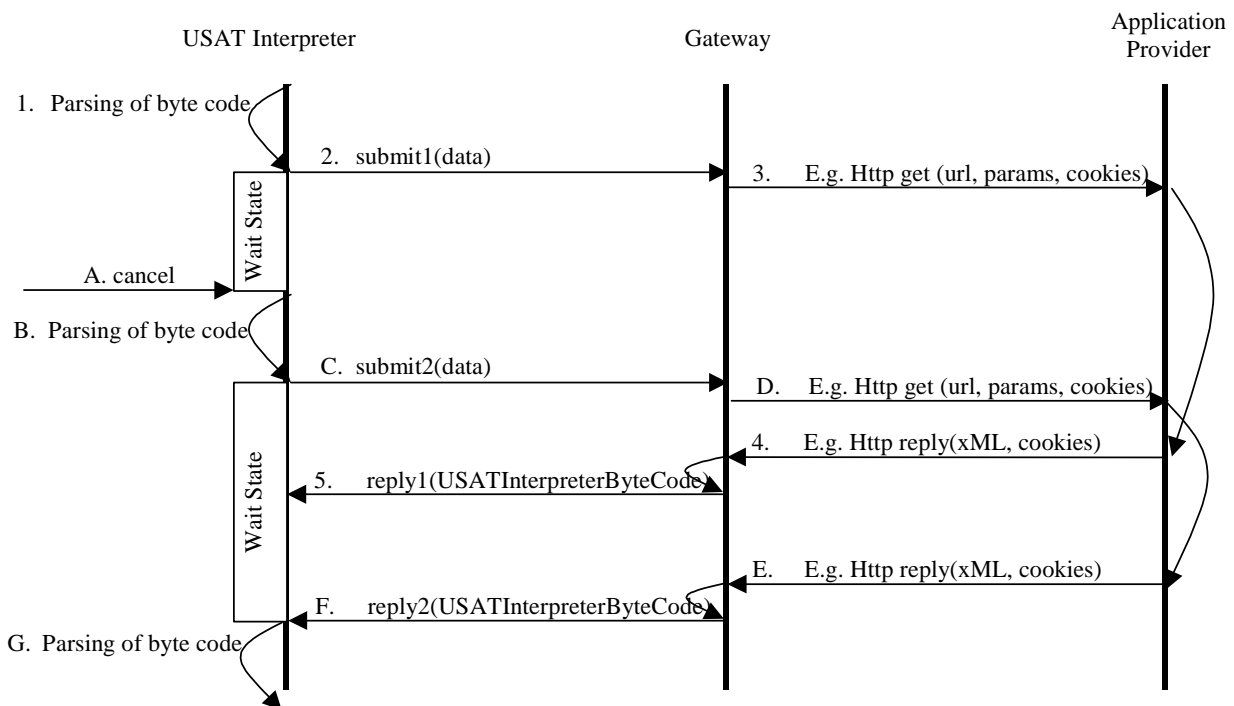 USAT Interpreter
Gateway
Application
Provider
1. Parsing of byte code
2. submit1(data)
3. E.g. Http get (url, params, cookies)
Wait State
A. cancel
B. Parsing of byte code
C. submit2(data)
D. E.g. Http get (url, params, cookies)
4. E.g. Http reply(xML, cookies)
5. reply1(USATInterpreterByteCode)
Wait State
E. E.g. Http reply(xML, cookies)
F. reply2(USATInterpreterByteCode)
G. Parsing of byte code